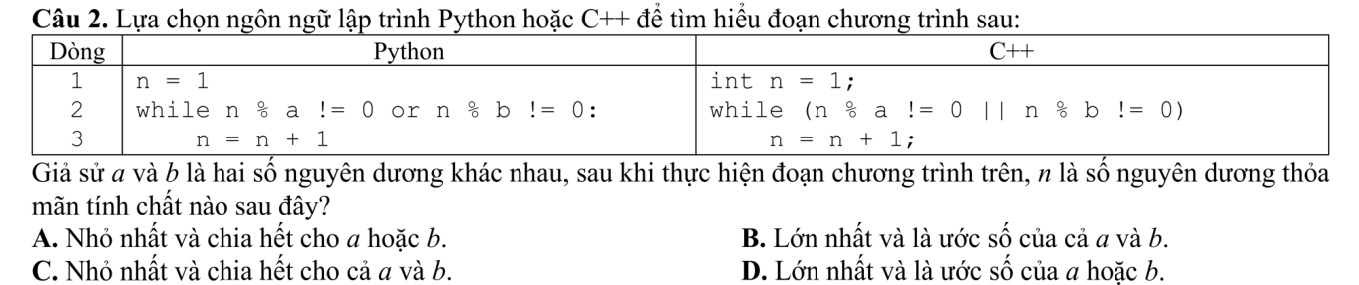 Câu 2. Lựa chọn ngôn ngữ lập trình Python hoặc C++ để tìm hiểu đoạn chương trình sau:
Dòng Python C++
1 n = 1 int n = 1;
2 while n % a != 0 or n % b != 0: while (n % a != 0 || n % b != 0)
3 n = n + 1 n = n + 1;
Giả sử a và b là hai số nguyên dương khác nhau, sau khi thực hiện đoạn chương trình trên, n là số nguyên dương thỏa
mãn tính chất nào sau đây?
A. Nhỏ nhất và chia hết cho a hoặc b. B. Lớn nhất và là ước số của cả a và b.
C. Nhỏ nhất và chia hết cho cả a và b. D. Lớn nhất và là ước số của a hoặc b.